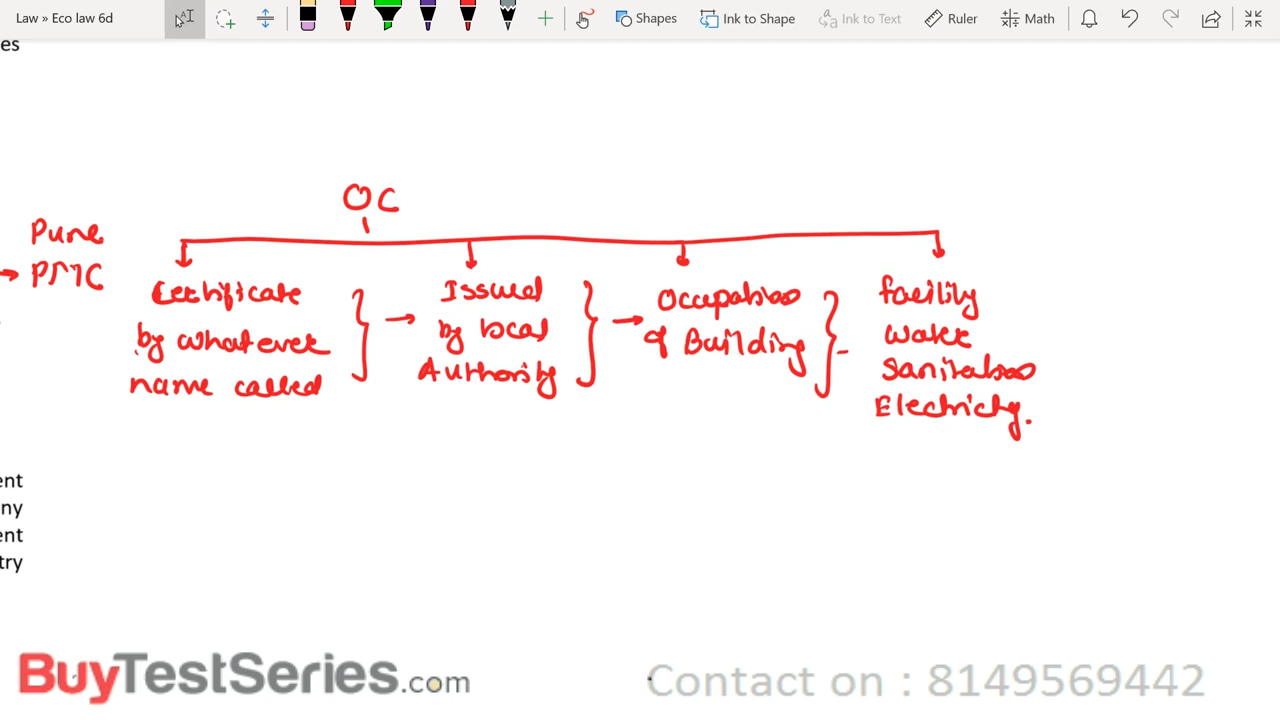 Law » Eco law 6d
Shapes
Ink to Shape
Ink to Text
Ruler
Math
es
OC
Pune
PMC
Certificate
by whatever
name called
Issued
by local
Authority
Occupation
of Building
facility
water
Sanitation
Electricity.
ent
ny
ent
try
BuyTestSeries.com
Contact on : 8149569442